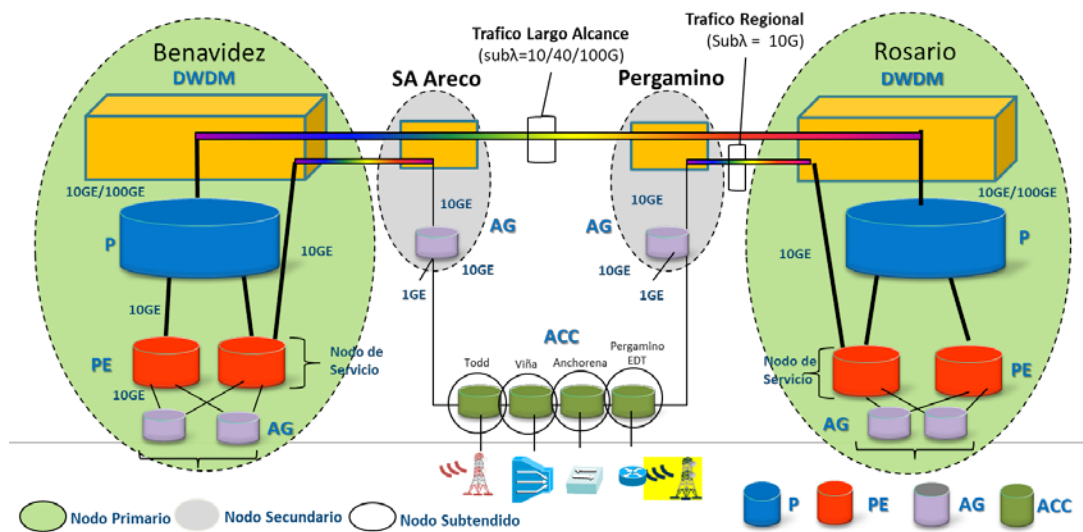 Trafico Largo Alcance
(subλ=10/40/100G)
Trafico Regional
(Subλ = 10G)
Benavidez
DWDM
SA Areco
Pergamino
Rosario
DWDM
10GE/100GE
10GE
10GE
10GE/100GE
P
10GE
AG
10GE
1GE
AG
10GE
1GE
10GE
P
10GE
PE
Nodo de
Servicio
10GE
AG
ACC
Todd
Viña
Anchorena
Pergamino
EDT
Nodo de
Servicio
PE
AG
Nodo Primario
Nodo Secundario
Nodo Subtendido
P
PE
AG
ACC